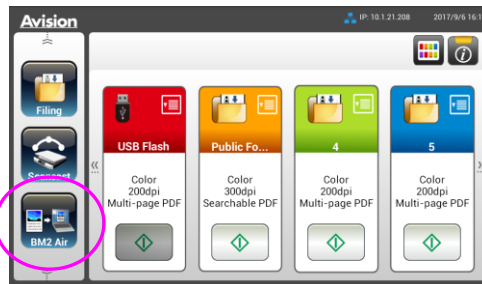 Avision
IP: 10.1.21.208 2017/9/6 16:1
Filing
Scancast
BM2 Air
USB Flash
Color
200dpi
Multi-page PDF
Public Fo...
Color
300dpi
Searchable PDF
4
Color
200dpi
Multi-page PDF
5
Color
200dpi
Multi-page PDF